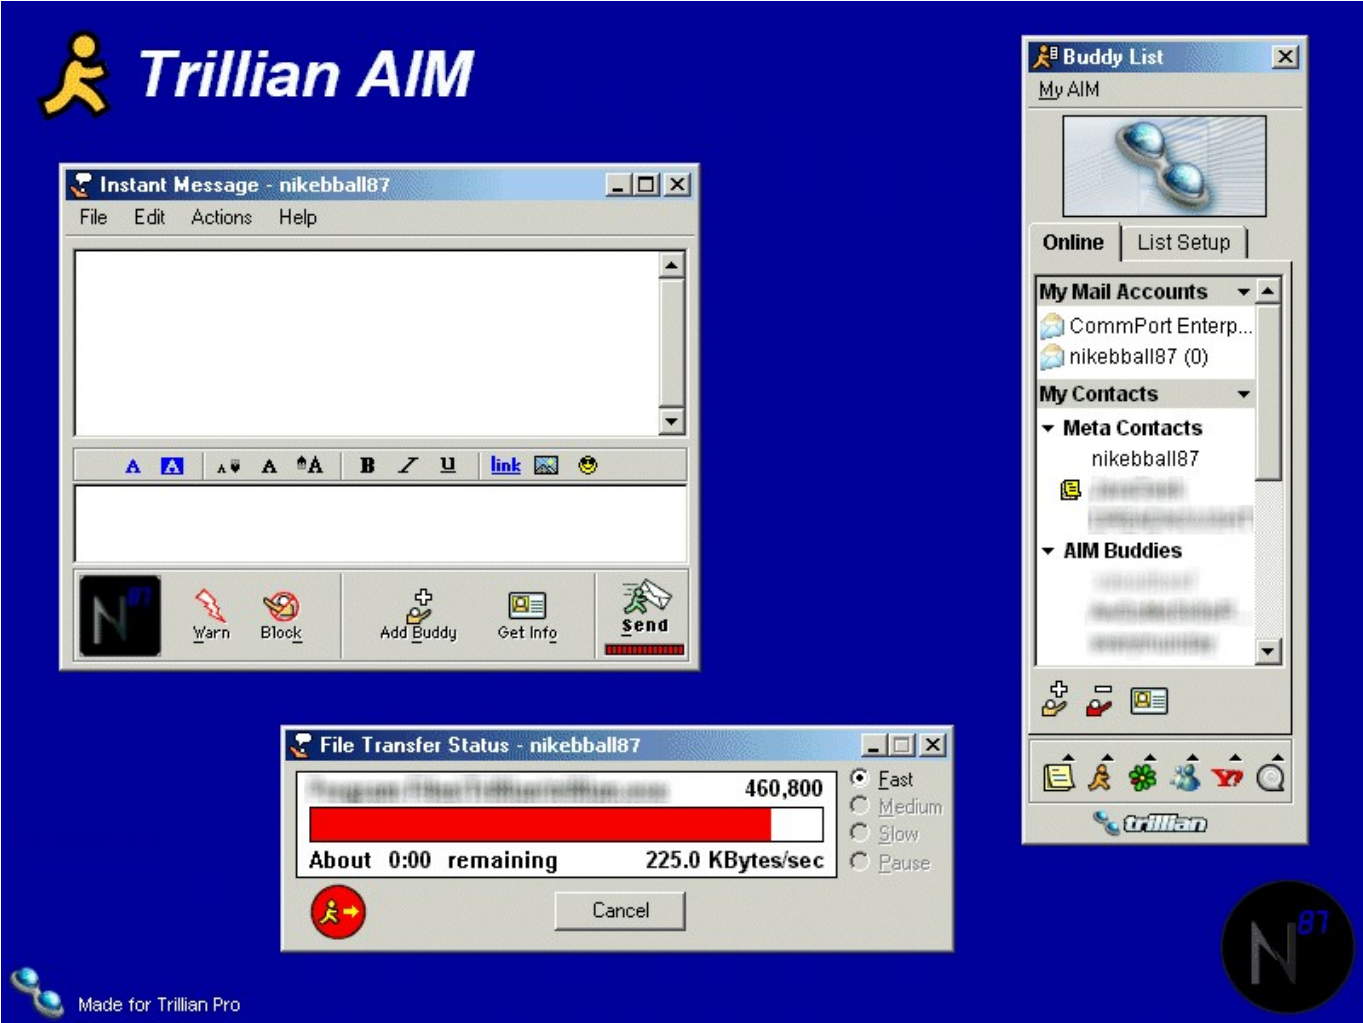 Trillian AIM
Instant Message - nikebball87
File Edit Actions Help
A A A A A B I U link
N 87
Warn
Block
Add Buddy
Get Info
Send
File Transfer Status - nikebball87
460,800
About 0:00 remaining 225.0 KBytes/sec
Fast
Medium
Slow
Pause
Cancel
Buddy List
My AIM
Online List Setup
My Mail Accounts
CommPort Enterp...
nikebball87 (0)
My Contacts
Meta Contacts
nikebball87
AIM Buddies
Y!
trillian
N 87
Made for Trillian Pro